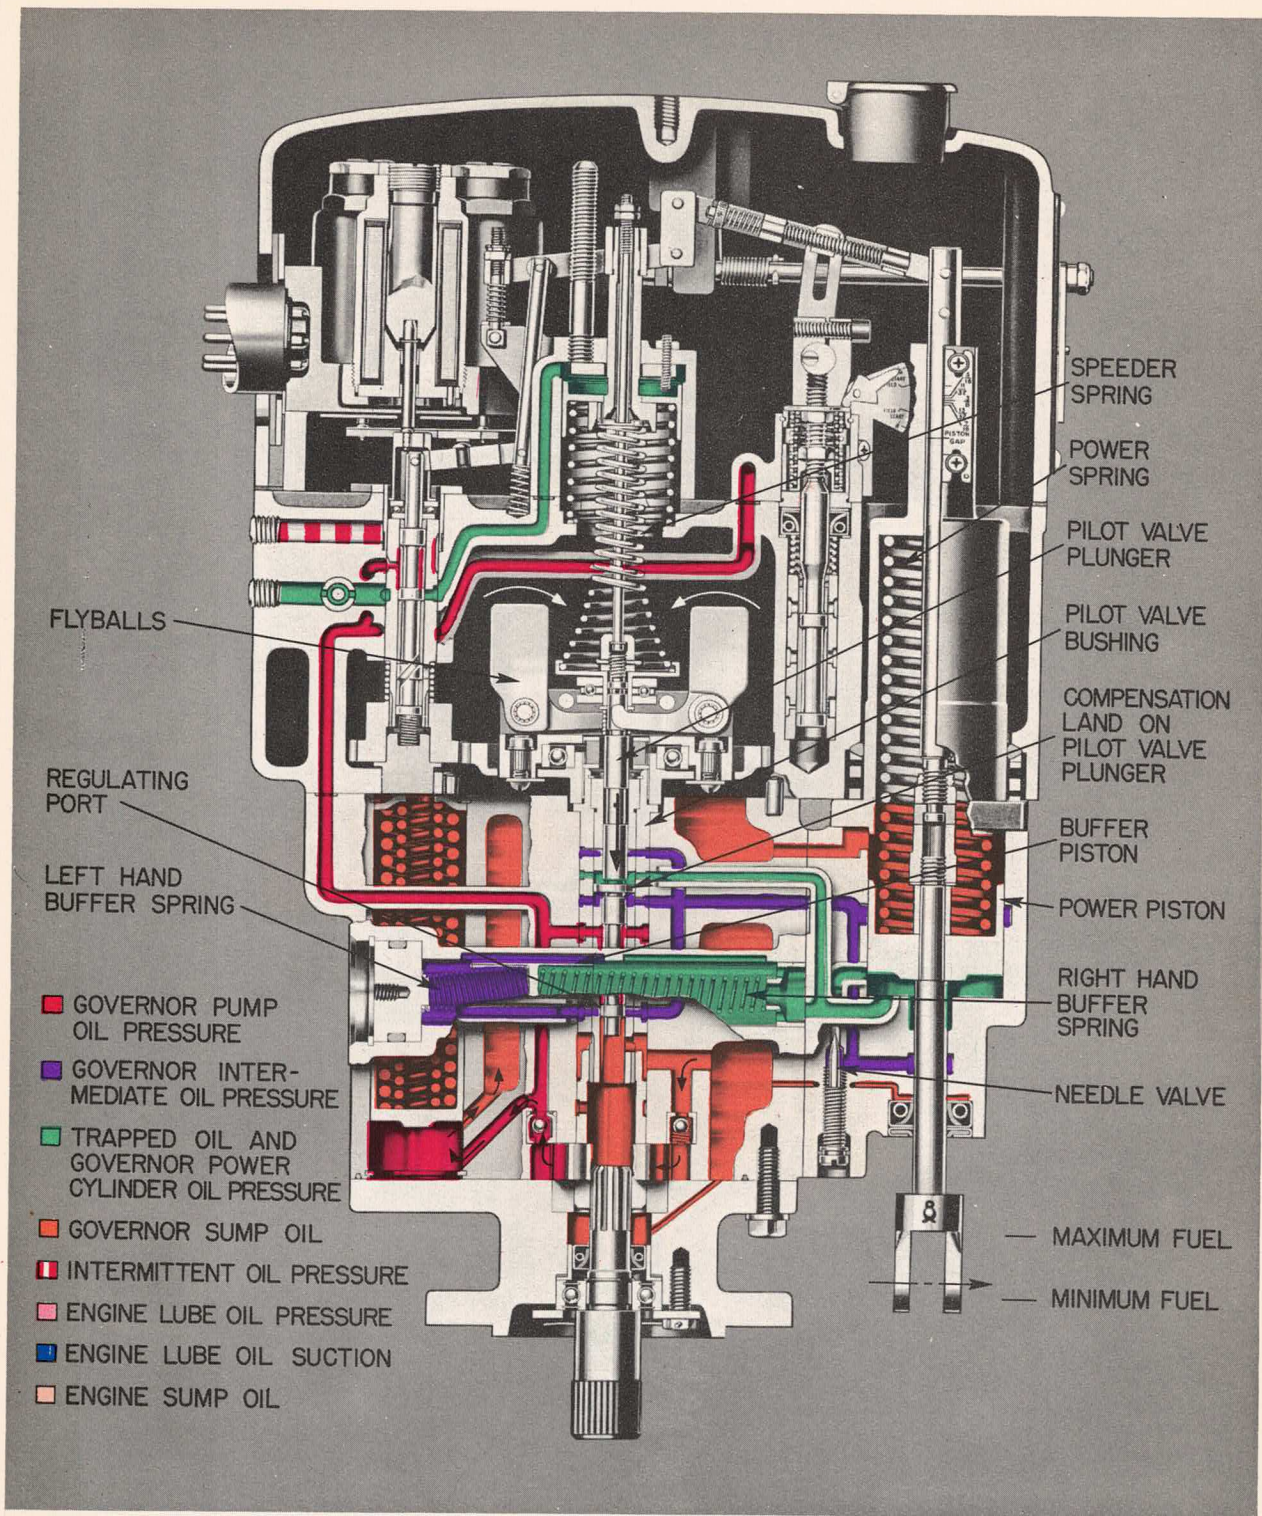 SPEEDER
SPRING
POWER
SPRING
PILOT VALVE
PLUNGER
PILOT VALVE
BUSHING
COMPENSATION
LAND ON
PILOT VALVE
PLUNGER
BUFFER
PISTON
POWER PISTON
RIGHT HAND
BUFFER
SPRING
NEEDLE VALVE
MAXIMUM FUEL
MINIMUM FUEL
PISTON
GAP
FLYBALLS
REGULATING
PORT
LEFT HAND
BUFFER SPRING
GOVERNOR PUMP
OIL PRESSURE
GOVERNOR INTER-
MEDIATE OIL PRESSURE
TRAPPED OIL AND
GOVERNOR POWER
CYLINDER OIL PRESSURE
GOVERNOR SUMP OIL
INTERMITTENT OIL PRESSURE
ENGINE LUBE OIL PRESSURE
ENGINE LUBE OIL SUCTION
ENGINE SUMP OIL